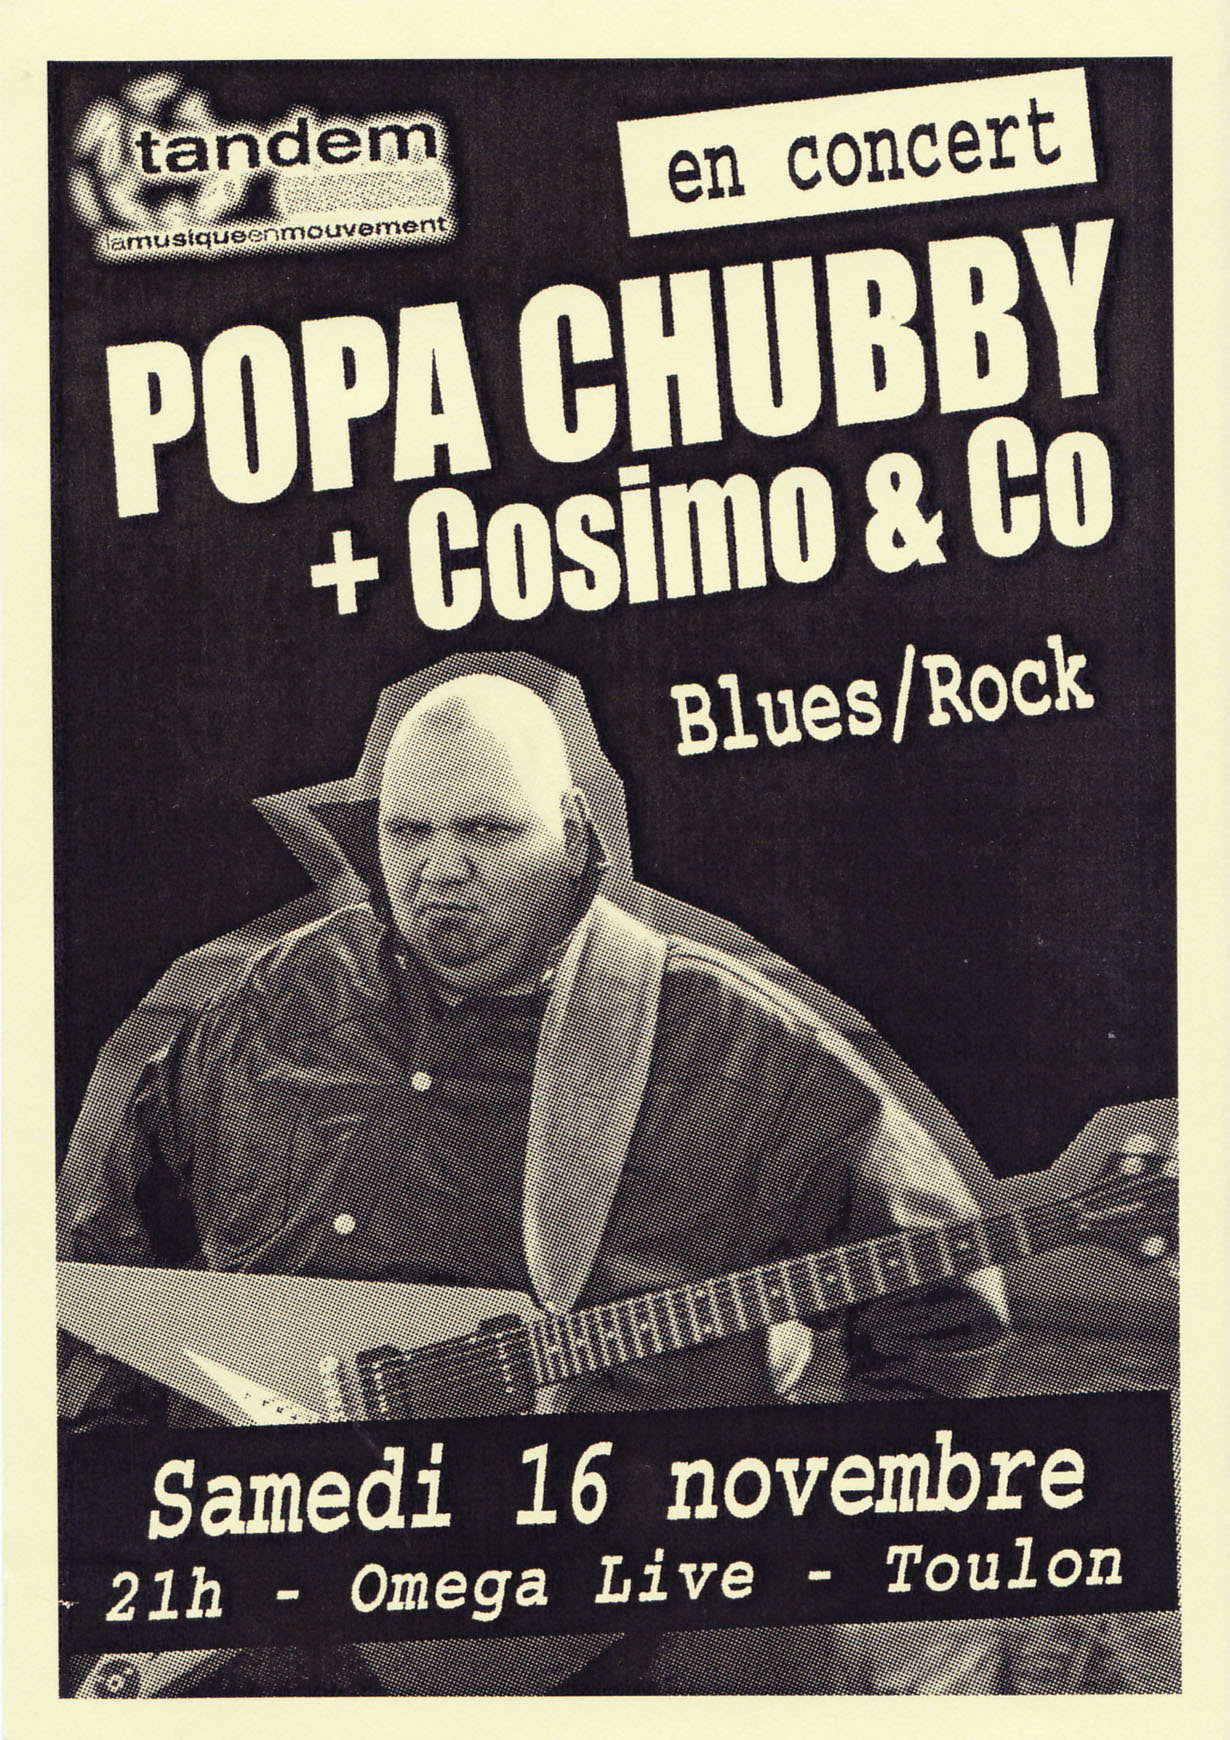 tandem
lamusiqueenmouvement
en concert
POPA CHUBBY
+ Cosimo & Co
Blues/Rock
Samedi 16 novembre
21h - Omega Live - Toulon